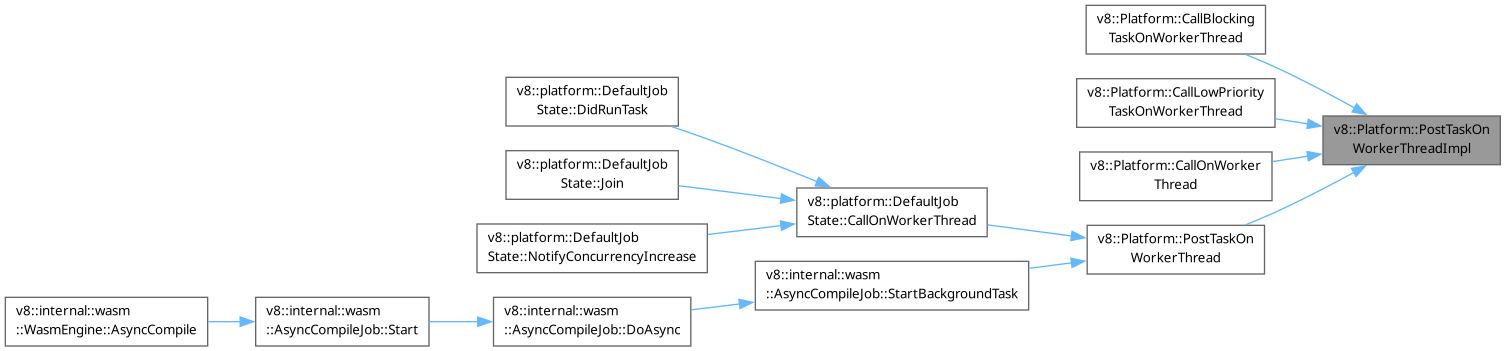 v8::Platform::CallBlocking
TaskOnWorkerThread
v8::platform::DefaultJob
State::DidRunTask
v8::Platform::CallLowPriority
TaskOnWorkerThread
v8::Platform::PostTaskOn
WorkerThreadImpl
v8::platform::DefaultJob
State::Join
v8::Platform::CallOnWorker
Thread
v8::platform::DefaultJob
State::CallOnWorkerThread
v8::platform::DefaultJob
State::NotifyConcurrencyIncrease
v8::Platform::PostTaskOn
WorkerThread
v8::internal::wasm
::AsyncCompileJob::StartBackgroundTask
v8::internal::wasm
::WasmEngine::AsyncCompile
v8::internal::wasm
::AsyncCompileJob::Start
v8::internal::wasm
::AsyncCompileJob::DoAsync